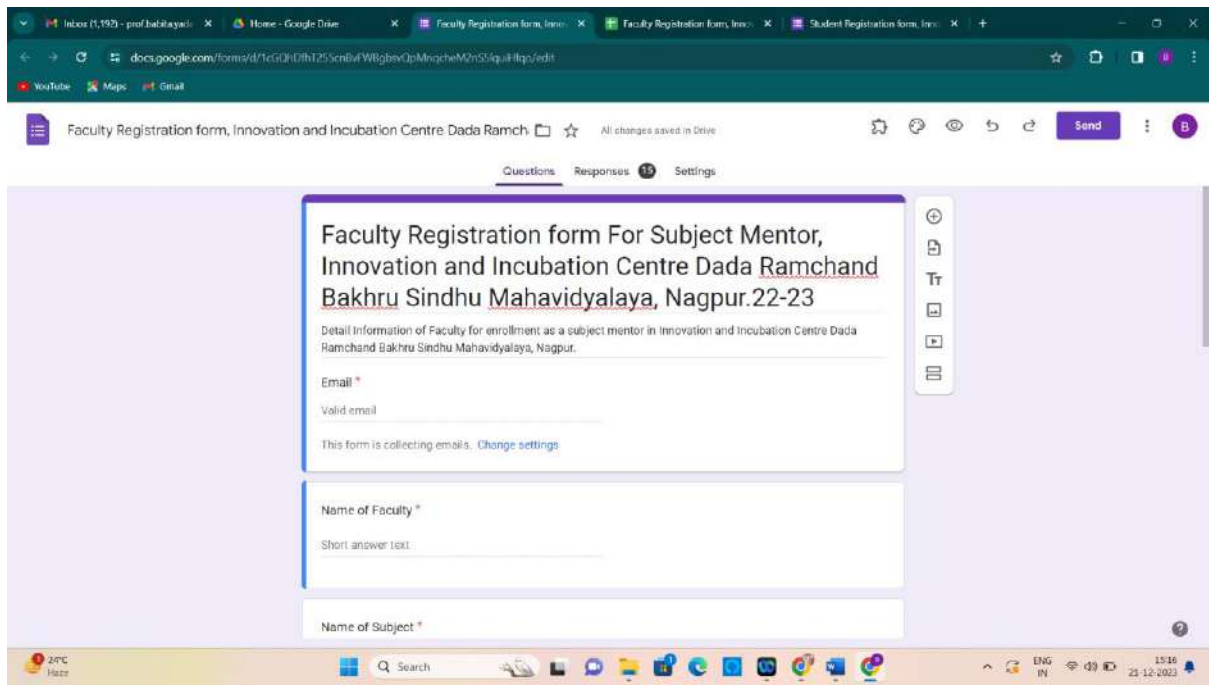 Inbox (1,192) - prof.babitayad
Home - Google Drive
Faculty Registration form, Inno
Faculty Registration form, Inno
Student Registration form, Inn
docs.google.com/forms/d/
YouTube
Maps
Gmail
Faculty Registration form, Innovation and Incubation Centre Dada Ramch
All changes saved in Drive
Send
B
Questions
Responses 15
Settings
Faculty Registration form For Subject Mentor,
Innovation and Incubation Centre Dada Ramchand
Bakhru Sindhu Mahavidyalaya, Nagpur.22-23
Detail Information of Faculty for enrollment as a subject mentor in Innovation and Incubation Centre Dada
Ramchand Bakhru Sindhu Mahavidyalaya, Nagpur.
Email *
Valid email
This form is collecting emails. Change settings
Name of Faculty *
Short answer text
Name of Subject *
24°C
Haze
Search
ENG
IN
15:16
21-12-2023